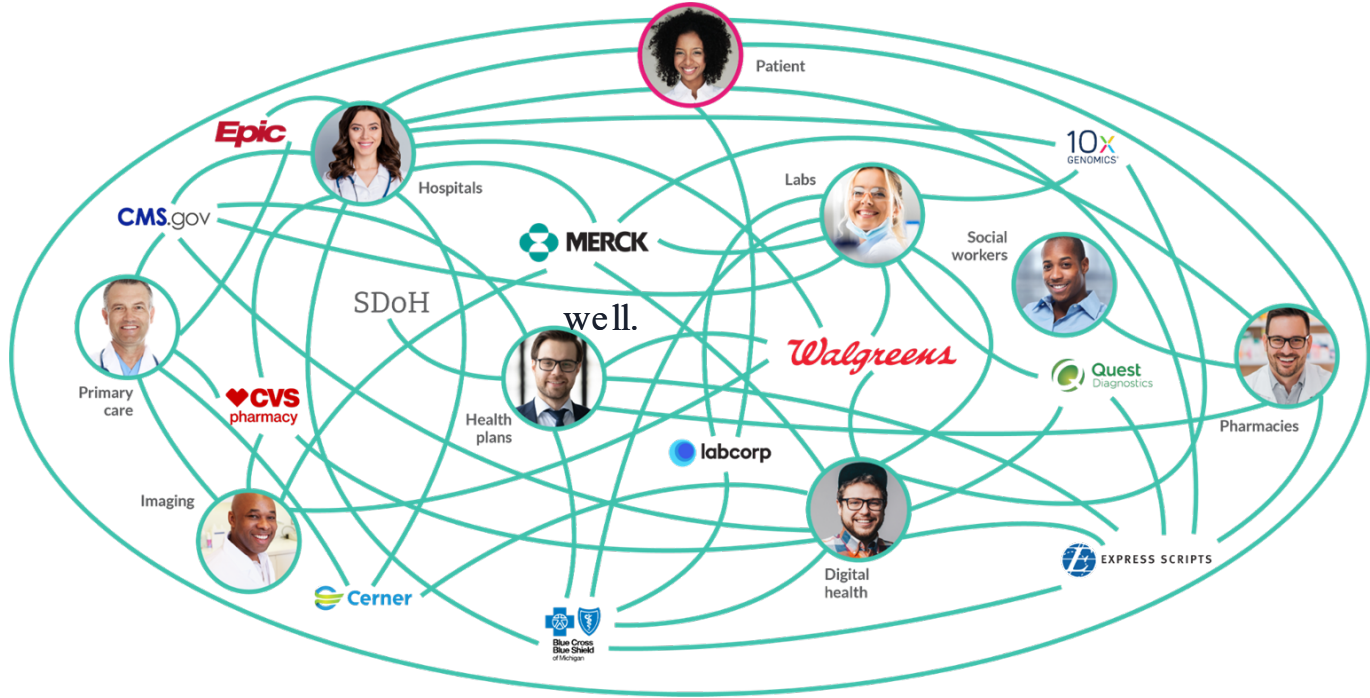 Patient
Epic
10x
GENOMICS
Hospitals
Labs
CMS.gov
MERCK
Social
workers
SDoH
well.
Walgreens
Quest
Diagnostics
Primary
care
CVS
pharmacy
Health
plans
Pharmacies
labcorp
Imaging
Digital
health
EXPRESS SCRIPTS
Cerner
Blue Cross
Blue Shield
of Michigan